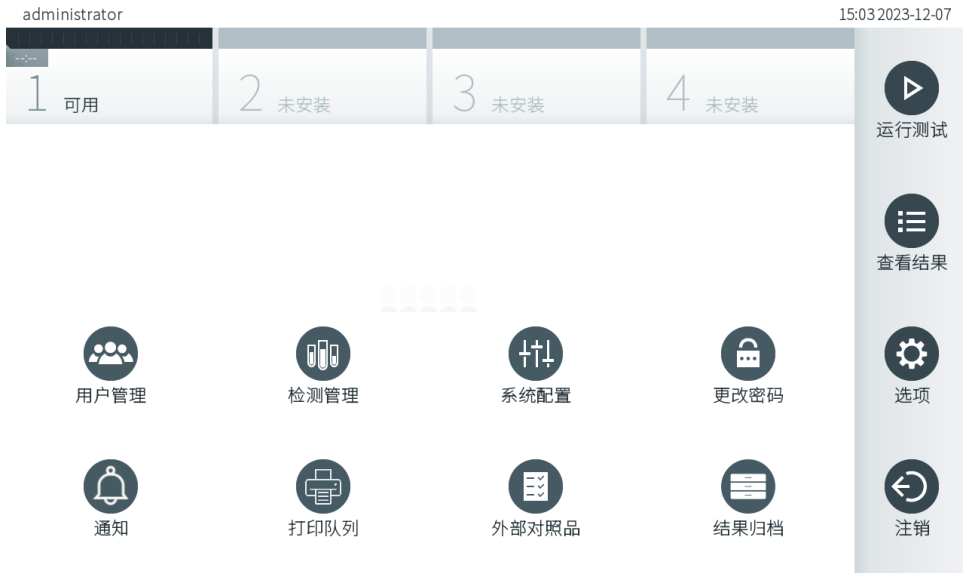 administrator
15:03 2023-12-07
--:--
1 可用
2 未安装
3 未安装
4 未安装
运行测试
查看结果
用户管理
检测管理
系统配置
更改密码
选项
通知
打印队列
外部对照品
结果归档
注销